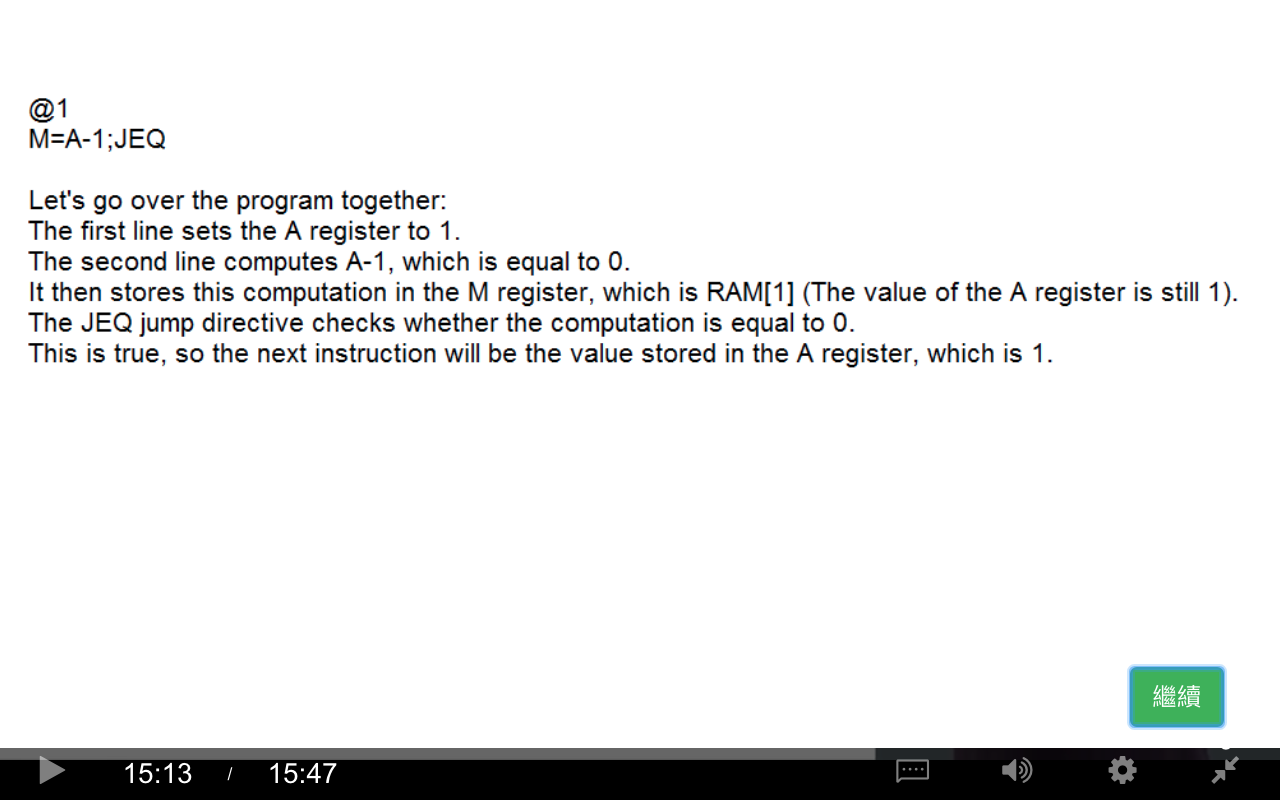 @1
M=A-1;JEQ
Let's go over the program together:
The first line sets the A register to 1.
The second line computes A-1, which is equal to 0.
It then stores this computation in the M register, which is RAM[1] (The value of the A register is still 1).
The JEQ jump directive checks whether the computation is equal to 0.
This is true, so the next instruction will be the value stored in the A register, which is 1.
繼續
15:13 / 15:47